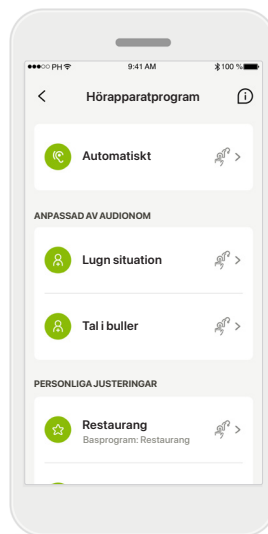 PH 9:41 AM 100 %
Hörapparatprogram
Automatiskt
ANPASSAD AV AUDIONOM
Lugn situation
Tal i buller
PERSONLIGA JUSTERINGAR
Restaurang
Basprogram: Restaurang